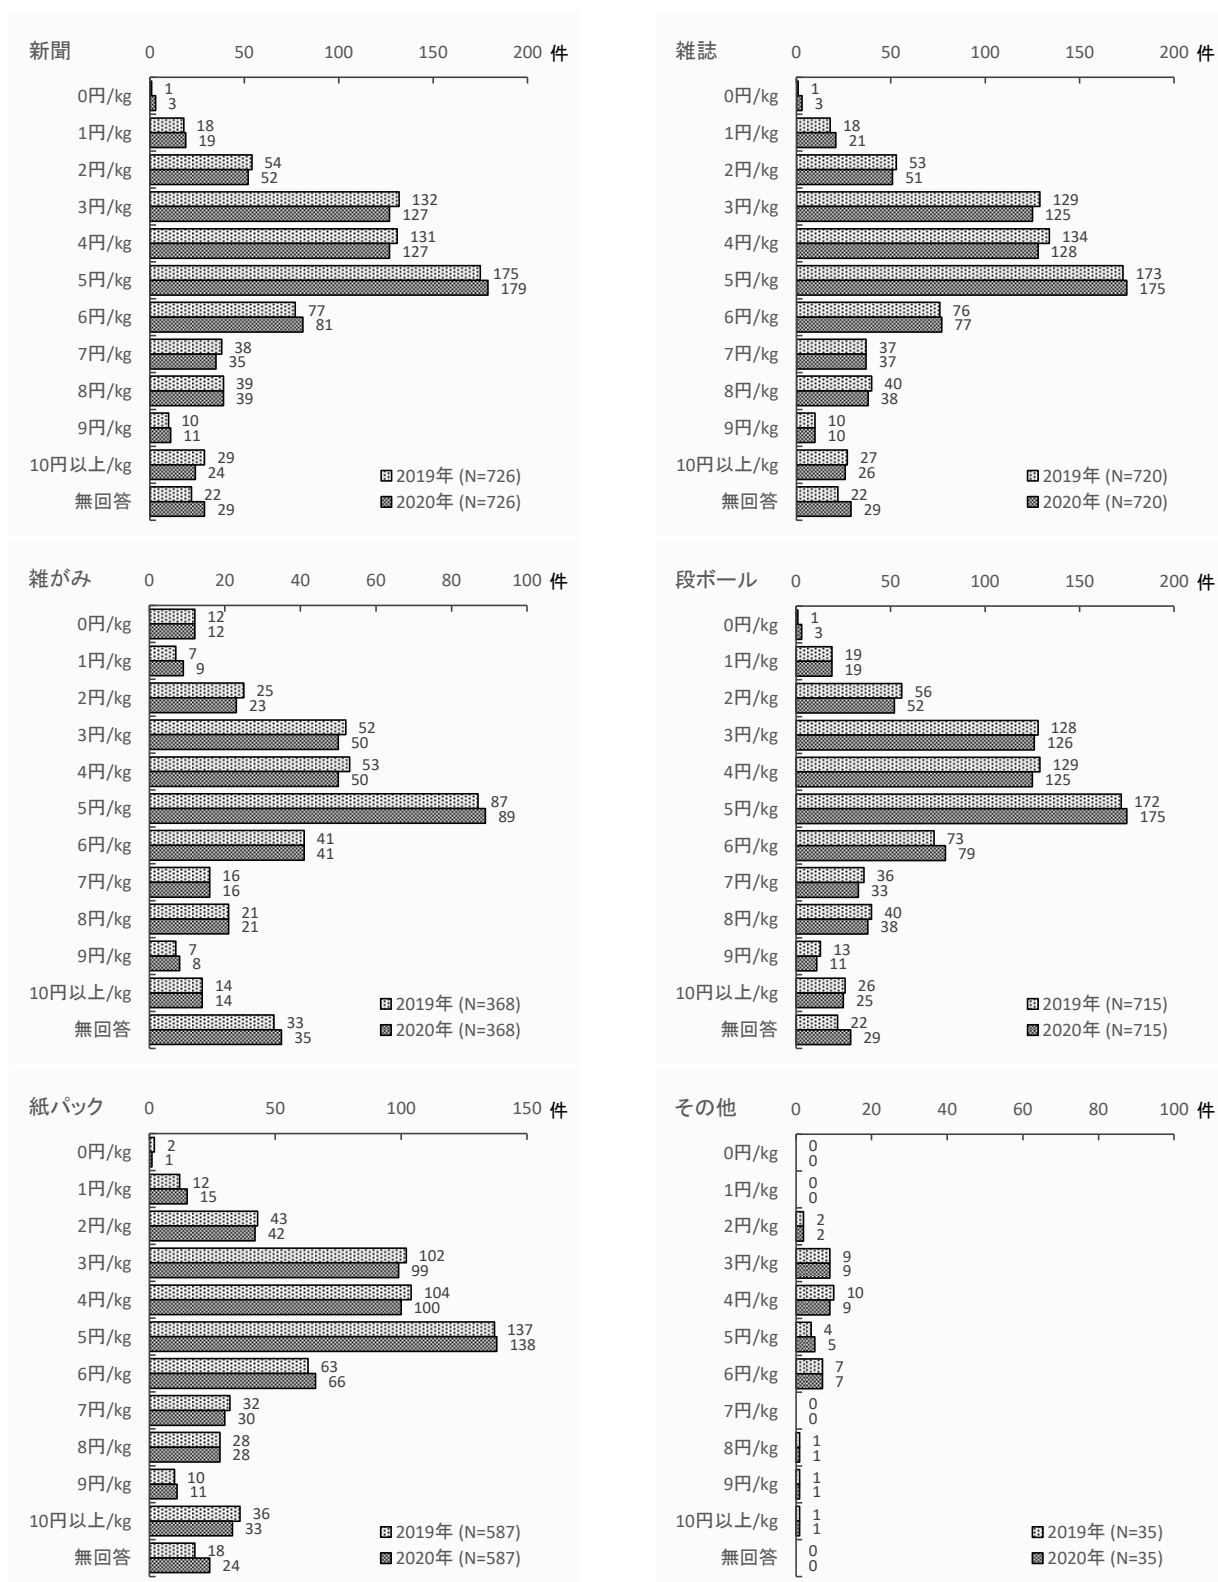 新聞 0 50 100 150 200 件
0円/kg 1 3
1円/kg 18 19
2円/kg 54 52
3円/kg 132 127
4円/kg 131 127
5円/kg 175 179
6円/kg 77 81
7円/kg 38 35
8円/kg 39 39
9円/kg 10 11
10円以上/kg 29 24
無回答 22 29
2019年 (N=726)
2020年 (N=726)
雑誌 0 50 100 150 200 件
0円/kg 1 3
1円/kg 18 21
2円/kg 53 51
3円/kg 129 125
4円/kg 134 128
5円/kg 173 175
6円/kg 76 77
7円/kg 37 37
8円/kg 40 38
9円/kg 10 10
10円以上/kg 27 26
無回答 22 29
2019年 (N=720)
2020年 (N=720)
雑がみ 0 20 40 60 80 100 件
0円/kg 12 12
1円/kg 7 9
2円/kg 25 23
3円/kg 52 50
4円/kg 53 50
5円/kg 87 89
6円/kg 41 41
7円/kg 16 16
8円/kg 21 21
9円/kg 7 8
10円以上/kg 14 14
無回答 33 35
2019年 (N=368)
2020年 (N=368)
段ボール 0 50 100 150 200 件
0円/kg 1 3
1円/kg 19 19
2円/kg 56 52
3円/kg 128 126
4円/kg 129 125
5円/kg 172 175
6円/kg 73 79
7円/kg 36 33
8円/kg 40 38
9円/kg 13 11
10円以上/kg 26 25
無回答 22 29
2019年 (N=715)
2020年 (N=715)
紙パック 0 50 100 150 件
0円/kg 2 1
1円/kg 12 15
2円/kg 43 42
3円/kg 102 99
4円/kg 104 100
5円/kg 137 138
6円/kg 63 66
7円/kg 32 30
8円/kg 28 28
9円/kg 10 11
10円以上/kg 36 33
無回答 18 24
2019年 (N=587)
2020年 (N=587)
その他 0 20 40 60 80 100 件
0円/kg 0 0
1円/kg 0 0
2円/kg 2 2
3円/kg 9 9
4円/kg 10 9
5円/kg 4 5
6円/kg 7 7
7円/kg 0 0
8円/kg 1 1
9円/kg 1 1
10円以上/kg 1 1
無回答 0 0
2019年 (N=35)
2020年 (N=35)